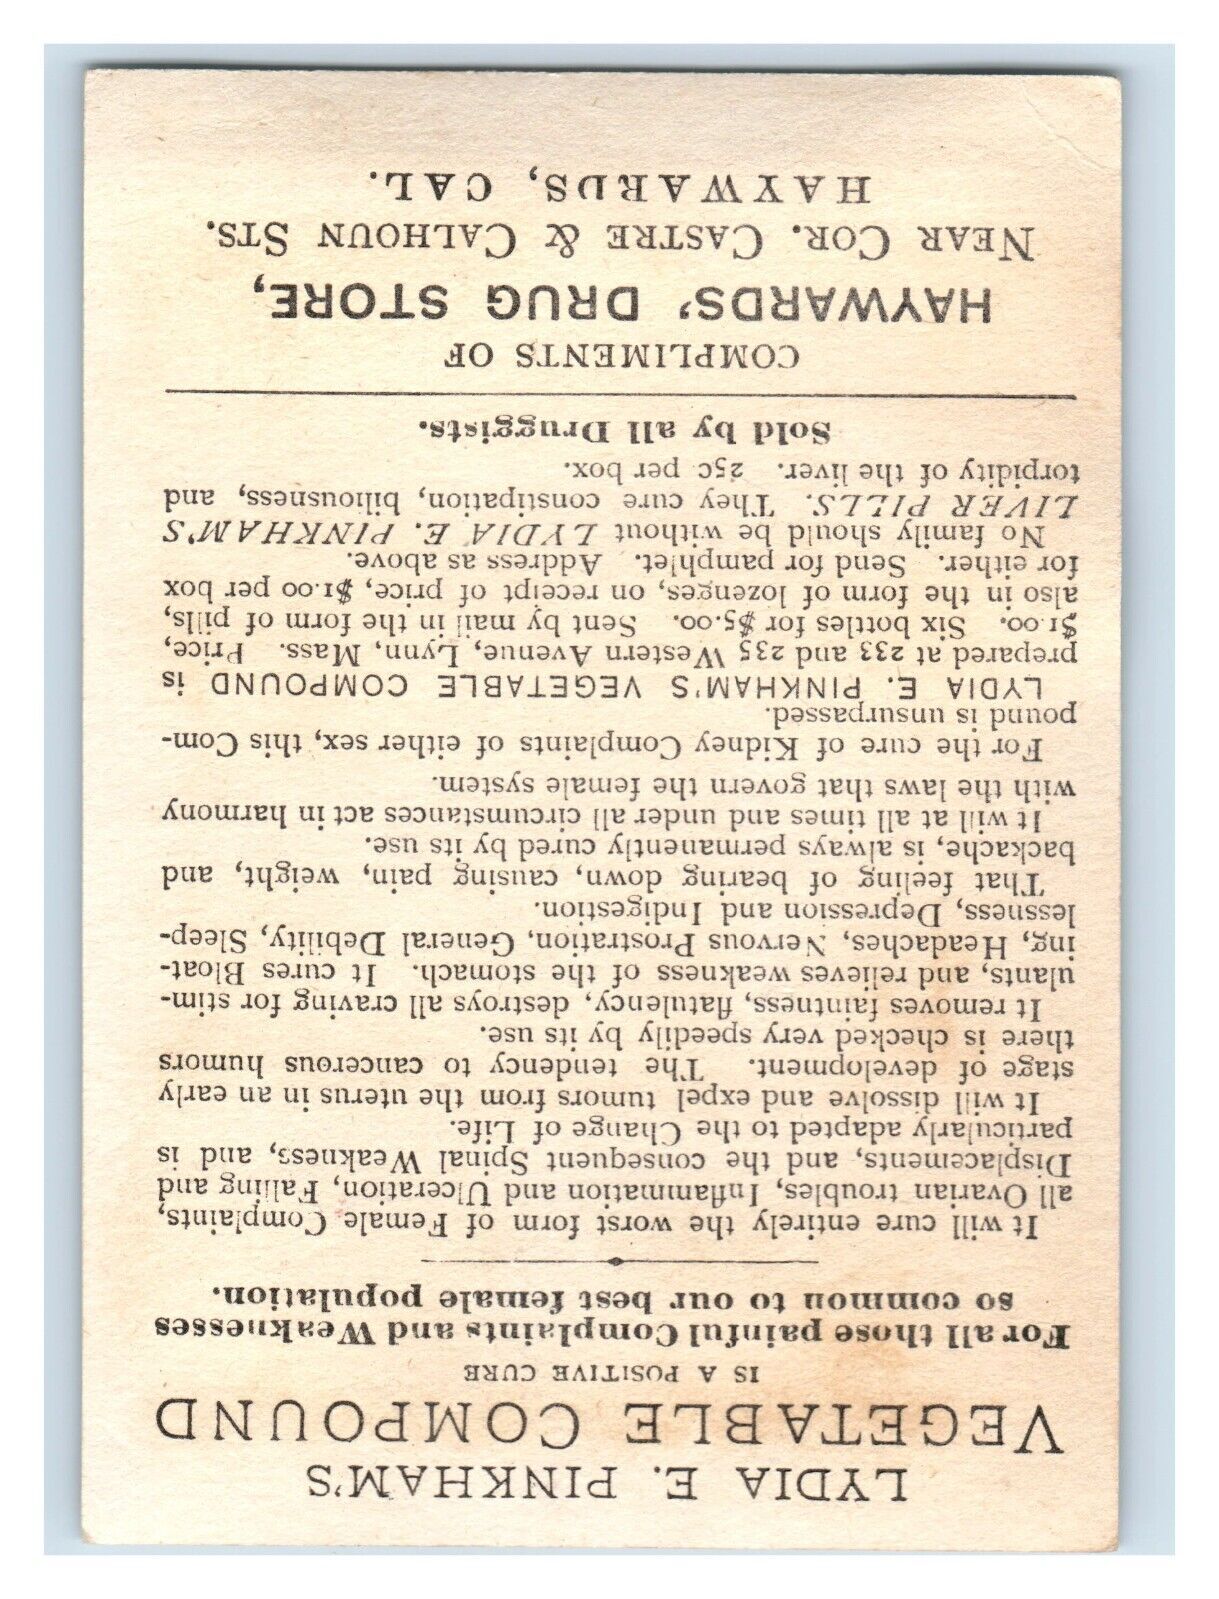 LYDIA E. PINKHAM'S
VEGETABLE COMPOUND
IS A POSITIVE CURE
For all those painful Complaints and Weaknesses
so common to our best female population.
It will cure entirely the worst form of Female Complaints,
all Ovarian troubles, Inflammation and Ulceration, Falling and
Displacements, and the consequent Spinal Weakness, and is
particularly adapted to the Change of Life.
It will dissolve and expel tumors from the uterus in an early
stage of development. The tendency to cancerous humors
there is checked very speedily by its use.
It removes faintness, flatulency, destroys all craving for stim-
ulants, and relieves weakness of the stomach. It cures Bloat-
ing, Headaches, Nervous Prostration, General Debility, Sleep-
lessness, Depression and Indigestion.
That feeling of bearing down, causing pain, weight, and
backache, is always permanently cured by its use.
It will at all times and under all circumstances act in harmony
with the laws that govern the female system.
For the cure of Kidney Complaints of either sex, this Com-
pound is unsurpassed.
LYDIA E. PINKHAM'S VEGETABLE COMPOUND is
prepared at 233 and 235 Western Avenue, Lynn, Mass. Price,
$1.00. Six bottles for $5.00. Sent by mail in the form of pills,
also in the form of lozenges, on receipt of price, $1.00 per box
for either. Send for pamphlet. Address as above.
No family should be without LYDIA E. PINKHAM'S
LIVER PILLS. They cure constipation, biliousness, and
torpidity of the liver. 25c per box.
Sold by all Druggists.
COMPLIMENTS OF
HAYWARDS' DRUG STORE,
NEAR COR. CASTRE & CALHOUN STS.
HAYWARDS, CAL.